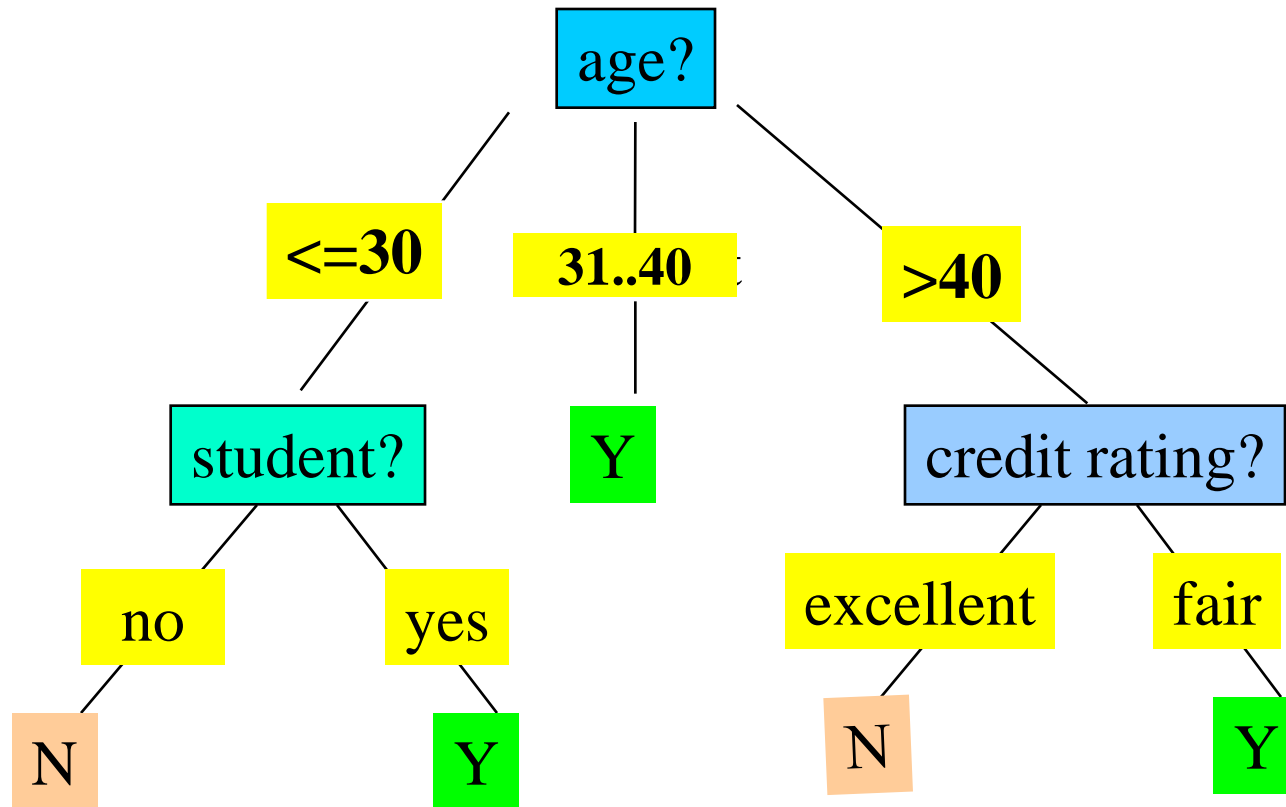 age?
<=30
31..40
>40
student?
Y
credit rating?
no
yes
excellent
fair
N
Y
N
Y